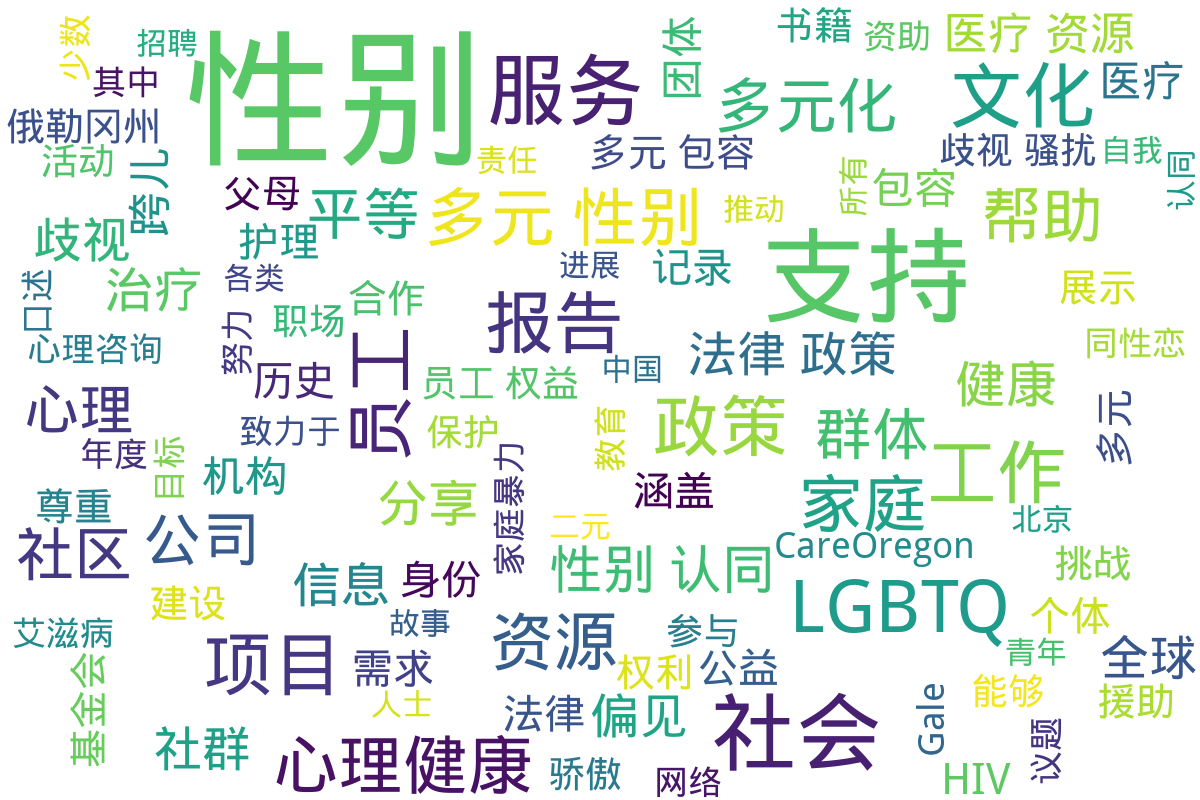 少数
招聘
性别
服务
团体
书籍
资助
医疗 资源
其中
多元化
文化
医疗
俄勒冈州
活动
跨儿
责任
多元 包容
歧视 骚扰
自我
认同
父母
平等
多元 性别
推动
所有
包容
帮助
歧视
护理
支持
治疗
各类
进展
记录
展示
口述
合作
报告
职场
努力
心理咨询
法律 政策
同性恋
中国
历史
员工
员工 权益
健康
心理
致力于
保护
教育
政策
群体
多元
年度
目标
机构
家庭暴力
工作
尊重
分享
涵盖
家庭
社区
公司
二元
北京
CareOregon
性别 认同
挑战
信息
身份
建设
LGBTQ
个体
艾滋病
故事
资源
参与
项目
需求
权利
公益
青年
全球
基金会
人士
能够
援助
社群
法律
偏见
社会
Gale
议题
心理健康
骄傲
网络
HIV